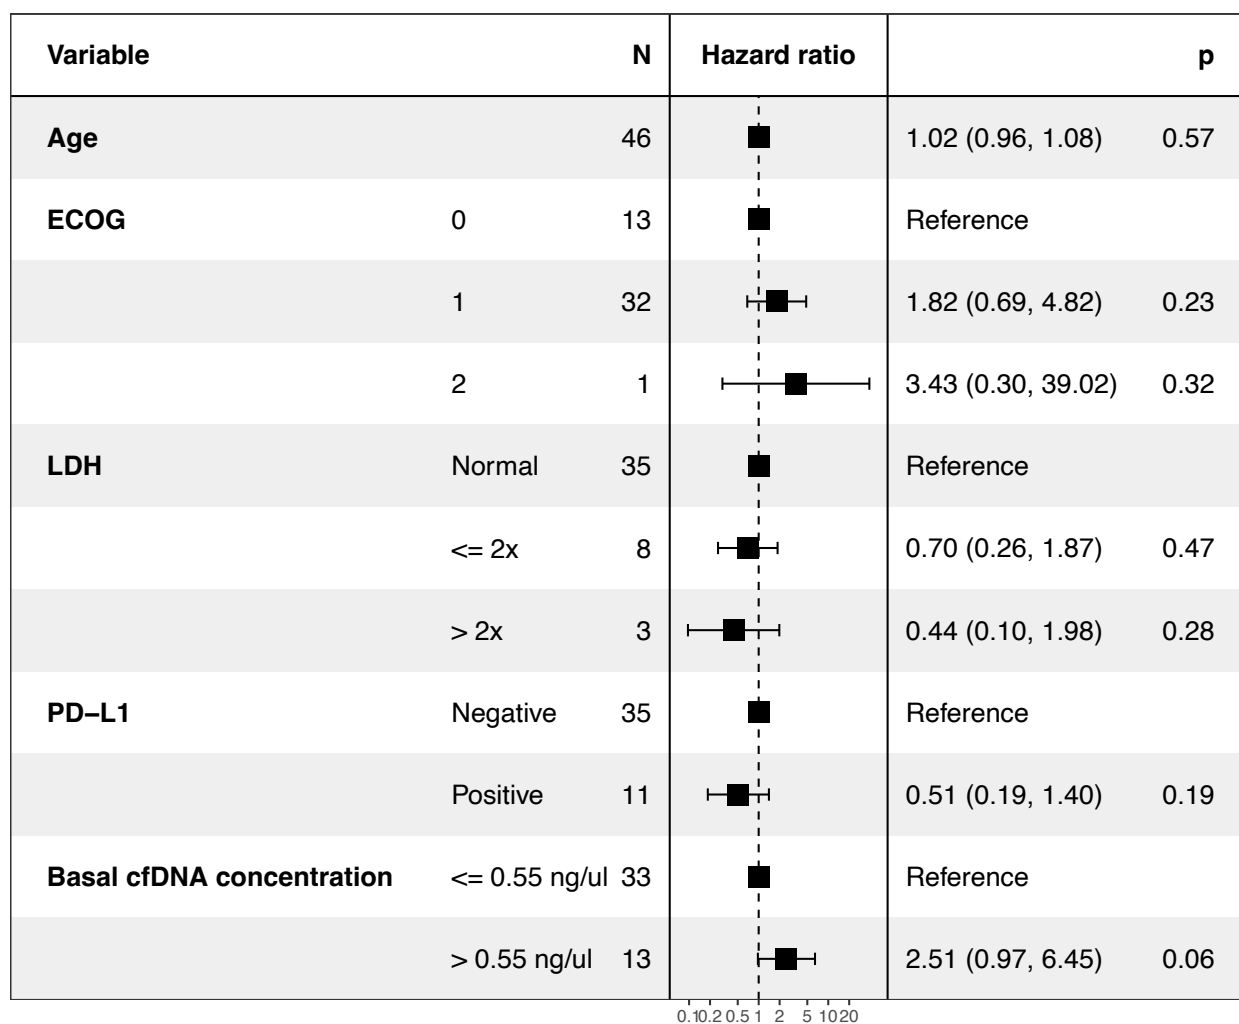 Variable N Hazard ratio p
Age 46 1.02 (0.96, 1.08) 0.57
ECOG 0 13 Reference
1 32 1.82 (0.69, 4.82) 0.23
2 1 3.43 (0.30, 39.02) 0.32
LDH Normal 35 Reference
<= 2x 8 0.70 (0.26, 1.87) 0.47
> 2x 3 0.44 (0.10, 1.98) 0.28
PD–L1 Negative 35 Reference
Positive 11 0.51 (0.19, 1.40) 0.19
Basal cfDNA concentration <= 0.55 ng/ul 33 Reference
> 0.55 ng/ul 13 2.51 (0.97, 6.45) 0.06
0.1 0.2 0.5 1 2 5 10 20